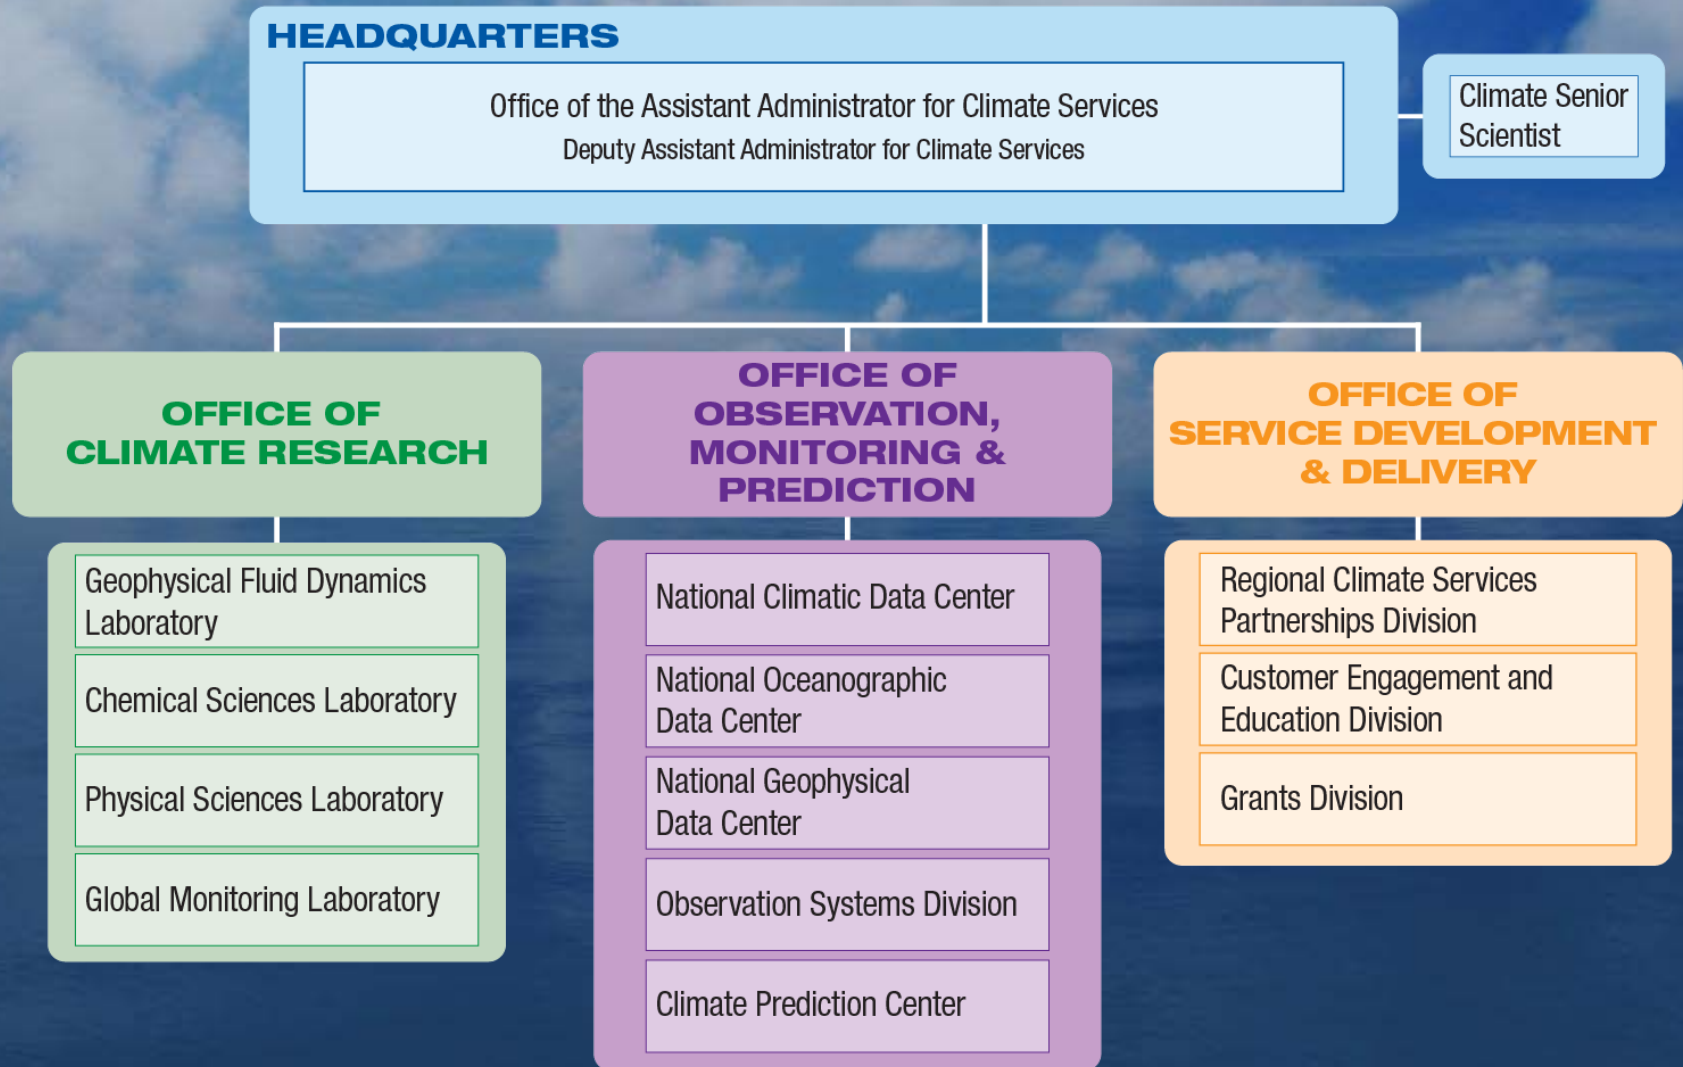 HEADQUARTERS
Office of the Assistant Administrator for Climate Services
Deputy Assistant Administrator for Climate Services
Climate Senior
Scientist
OFFICE OF
CLIMATE RESEARCH
Geophysical Fluid Dynamics
Laboratory
Chemical Sciences Laboratory
Physical Sciences Laboratory
Global Monitoring Laboratory
OFFICE OF
OBSERVATION,
MONITORING &
PREDICTION
National Climatic Data Center
National Oceanographic
Data Center
National Geophysical
Data Center
Observation Systems Division
Climate Prediction Center
OFFICE OF
SERVICE DEVELOPMENT
& DELIVERY
Regional Climate Services
Partnerships Division
Customer Engagement and
Education Division
Grants Division